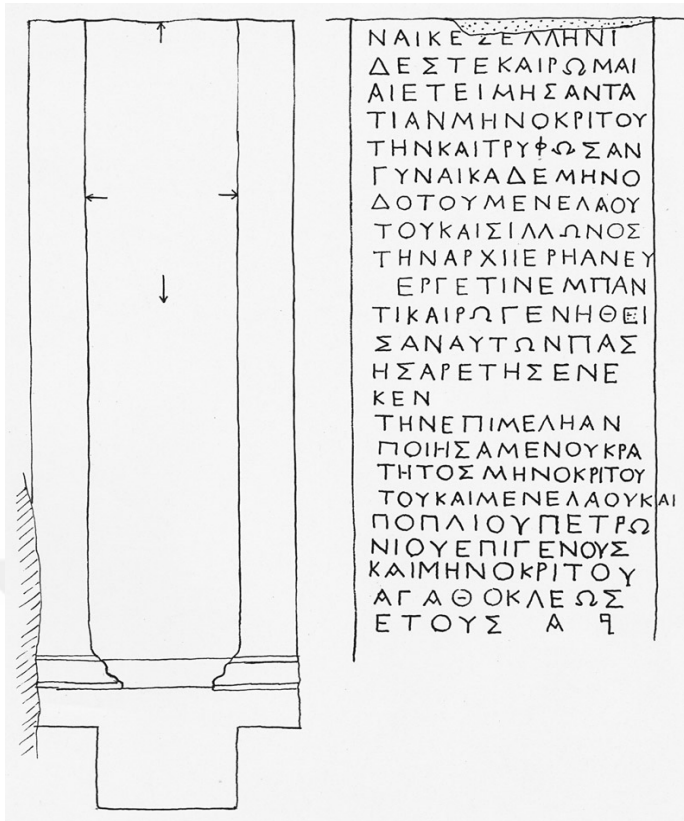 ΝΑΙΚΕΣΕΛΛΗΝΙ
ΔΕΣΤΕΚΑΙΡΩΜΑΙ
ΑΙΕΤΕΙΜΗΣΑΝΤΑ
ΤΙΑΝΜΗΝΟΚΡΙΤΟΥ
ΤΗΝΚΑΙΤΡΥΦΩΣΑΝ
ΓΥΝΑΙΚΑΔΕΜΗΝΟ
ΔΟΤΟΥΜΕΝΕΛΑΟΥ
ΤΟΥΚΑΙΣΙΛΛΩΝΟΣ
ΤΗΝΑΡΧΙΙΕΡΗΑΝΕΥ
ΕΡΓΕΤΙΝΕΜΠΑΝ
ΤΙΚΑΙΡΩΓΕΝΗΘΕΙ
ΣΑΝΑΥΤΩΝΠΑΣ
ΗΣΑΡΕΤΗΣΕΝΕ
ΚΕΝ
ΤΗΝΕΠΙΜΕΛΗΑΝ
ΠΟΙΗΣΑΜΕΝΟΥΚΡΑ
ΤΗΤΟΣΜΗΝΟΚΡΙΤΟΥ
ΤΟΥΚΑΙΜΕΝΕΛΑΟΥΚΑΙ
ΠΟΠΛΙΟΥΠΕΤΡΩ
ΝΙΟΥΕΠΙΓΕΝΟΥΣ
ΚΑΙΜΗΝΟΚΡΙΤΟΥ
ΑΓΑΘΟΚΛΕΩΣ
ΕΤΟΥΣ Α Ϥ